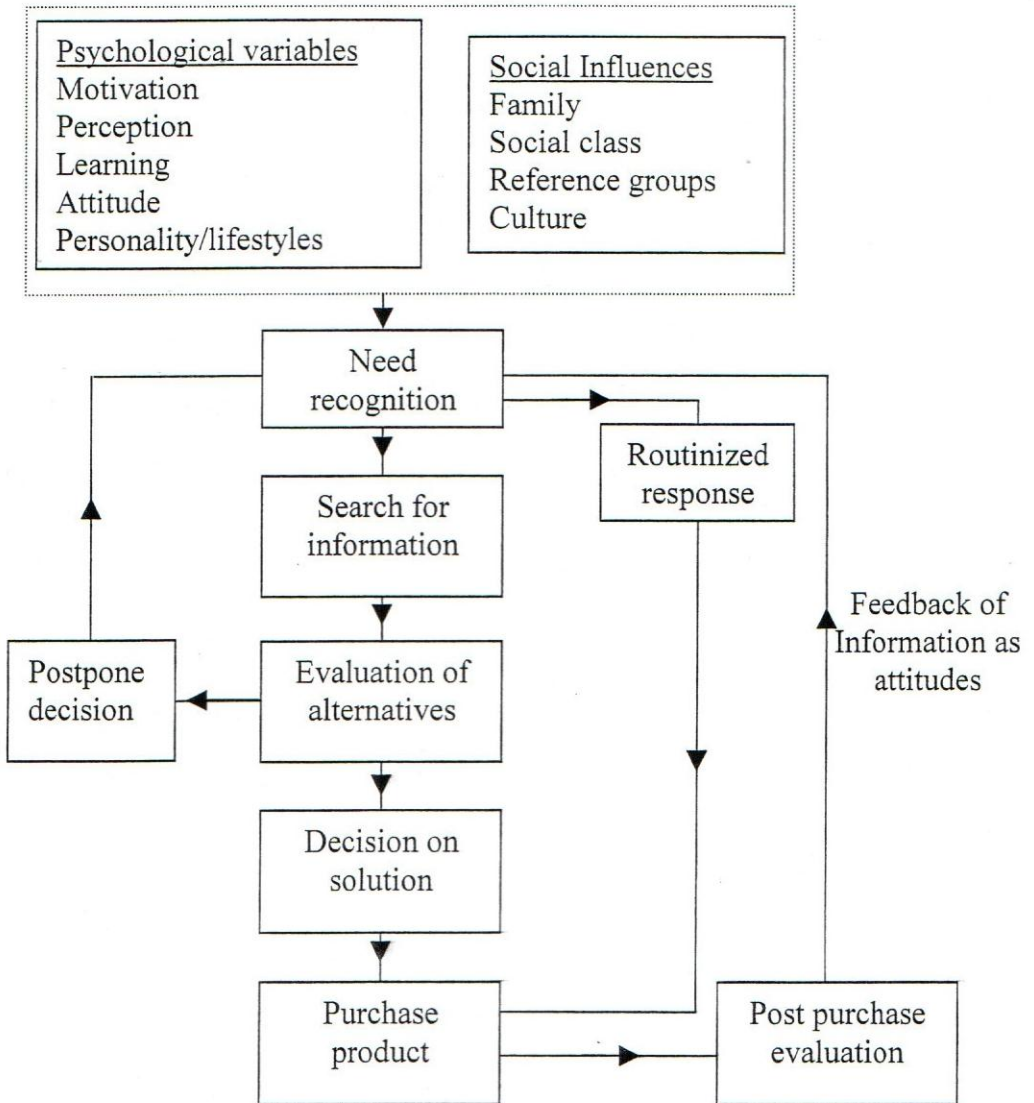 Psychological variables
Motivation
Perception
Learning
Attitude
Personality/lifestyles
Social Influences
Family
Social class
Reference groups
Culture
Need
recognition
Routinized
response
Search for
information
Feedback of
Information as
attitudes
Postpone
decision
Evaluation of
alternatives
Decision on
solution
Purchase
product
Post purchase
evaluation